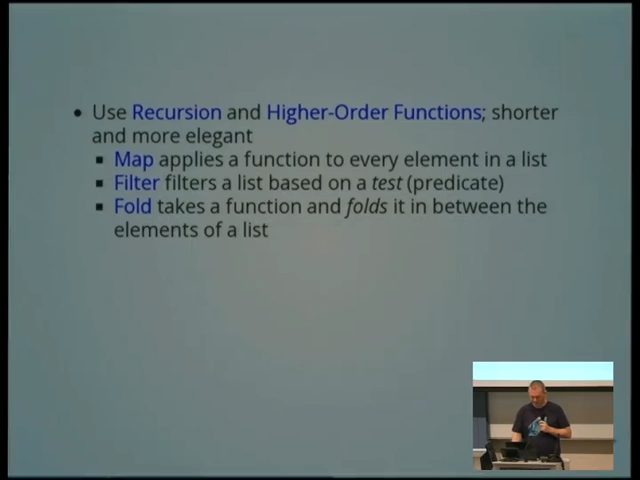 • Use Recursion and Higher-Order Functions; shorter
and more elegant
▪ Map applies a function to every element in a list
▪ Filter filters a list based on a test (predicate)
▪ Fold takes a function and folds it in between the
elements of a list